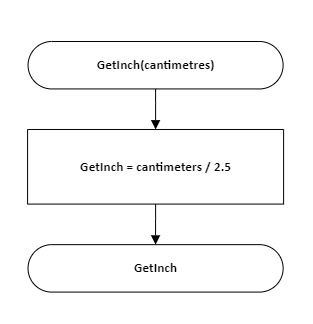 GetInch(cantimetres)
GetInch = cantimeters / 2.5
GetInch